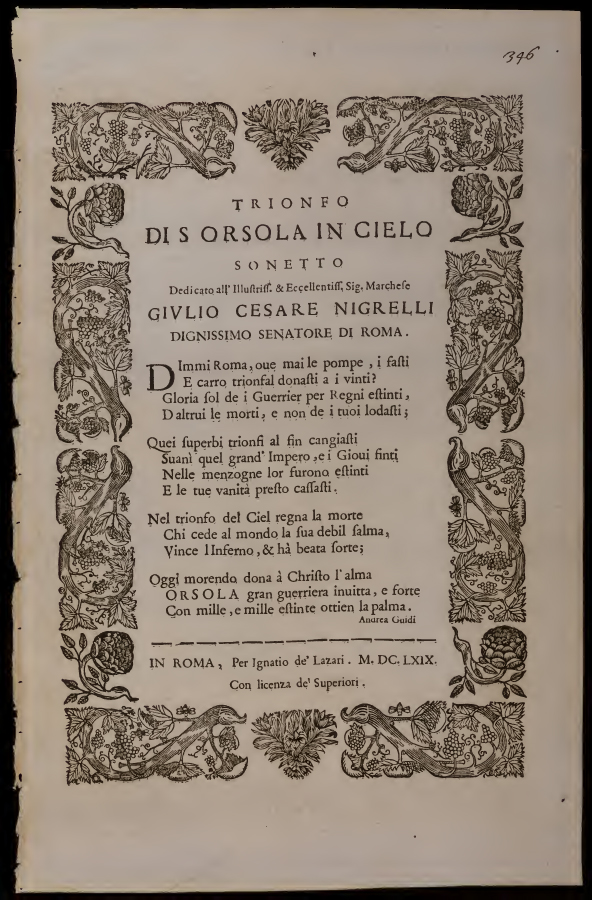 346
TRIONFO
DI S ORSOLA IN CIELO
SONETTO
Dedicato all' Illuſtriſſ. & Eccellentiſſ, Sig. Marcheſe
GIVLIO CESARE NIGRELLI
DIGNISSIMO SENATORE DI ROMA.
DImmi Roma, oue mai le pompe , i faſti
E carro trionfal donaſti a i vinti?
Gloria ſol de i Guerrier per Regni eſtinti,
D altrui le morti, e non de i tuoi lodaſti;
Quei ſuperbi trionfi al fin cangiaſti
Suanì quel grand' Impero ,e i Gioui finti
Nelle menzogne lor furono eſtinti
E le tue vanità preſto caſſaſti.
Nel trionfo del Ciel regna la morte
Chi cede al mondo la ſua debil ſalma,
Vince l Inferno, & hà beata ſorte;
Oggi morendo dona à Chriſto l' alma
ORSOLA gran guerriera inuitta, e forte
Con mille, e mille eſtinte ottien la palma.
Andrea Guidi
IN ROMA, Per Ignatio de' Lazari. M. DC. LXIX.
Con licenza de' Superiori.